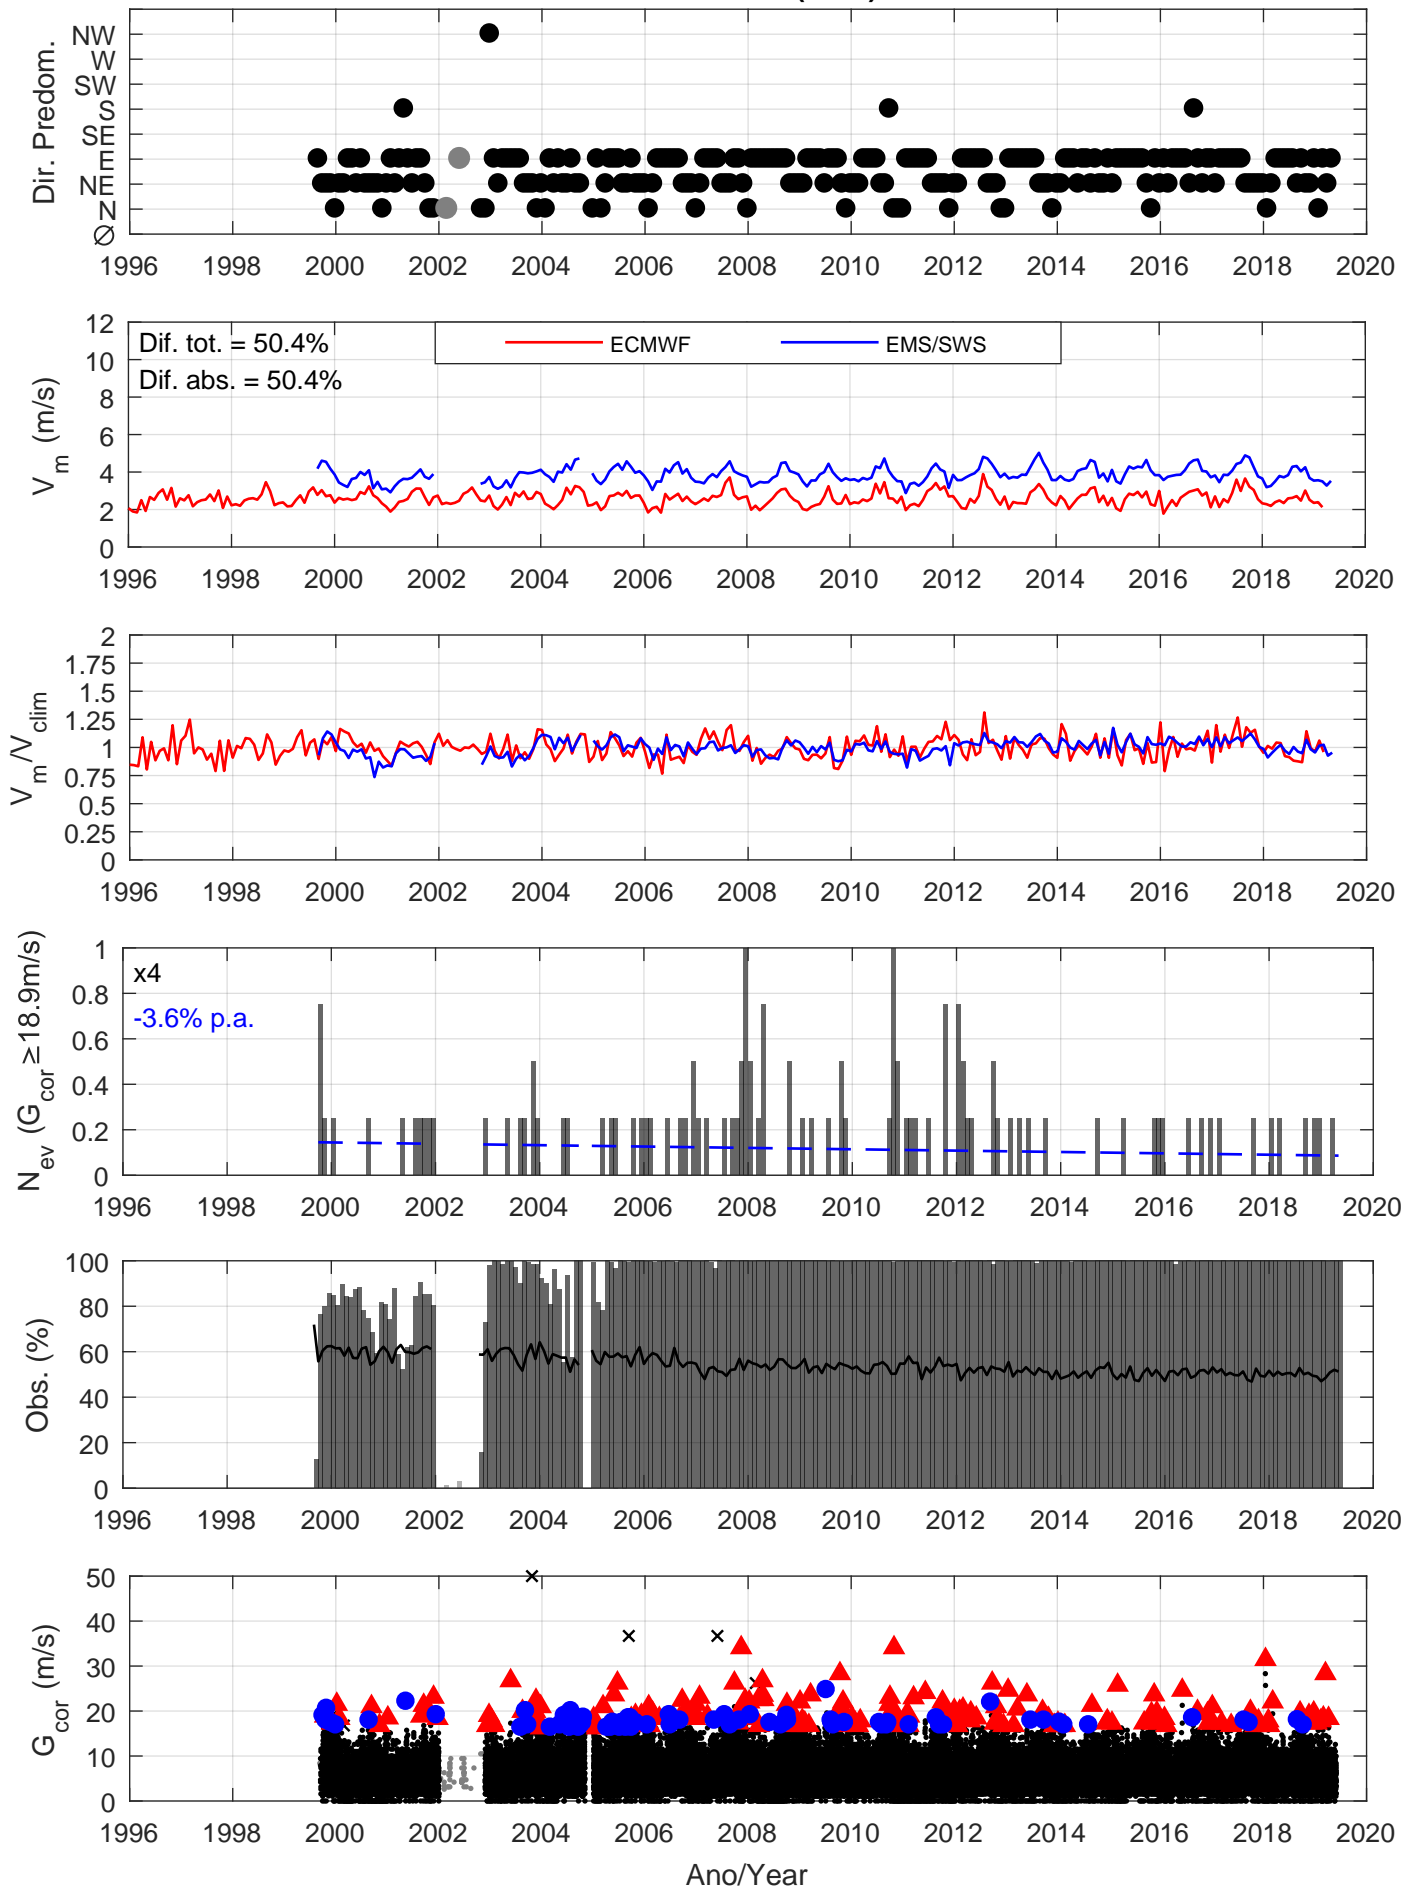 Dir. Predom.
NW
W
SW
S
SE
E
NE
N
Ø
1996 1998 2000 2002 2004 2006 2008 2010 2012 2014 2016 2018 2020
V_m (m/s)
12
10
8
6
4
2
0
Dif. tot. = 50.4%
Dif. abs. = 50.4%
ECMWF EMS/SWS
1996 1998 2000 2002 2004 2006 2008 2010 2012 2014 2016 2018 2020
V_m/V_clim
2
1.75
1.5
1.25
1
0.75
0.5
0.25
0
1996 1998 2000 2002 2004 2006 2008 2010 2012 2014 2016 2018 2020
N_ev (G_cor ≥18.9m/s)
1
0.8
0.6
0.4
0.2
0
x4
-3.6% p.a.
1996 1998 2000 2002 2004 2006 2008 2010 2012 2014 2016 2018 2020
Obs. (%)
100
80
60
40
20
0
1996 1998 2000 2002 2004 2006 2008 2010 2012 2014 2016 2018 2020
G_cor (m/s)
50
40
30
20
10
0
1996 1998 2000 2002 2004 2006 2008 2010 2012 2014 2016 2018 2020
Ano/Year